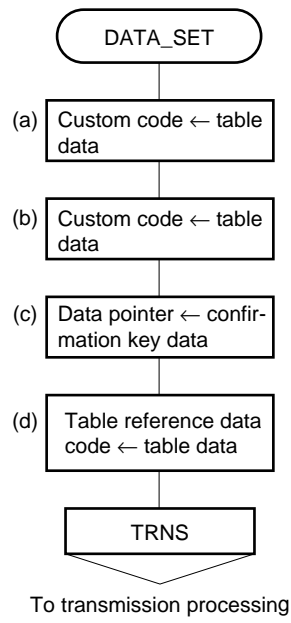 DATA_SET
(a) Custom code ← table
data
(b) Custom code ← table
data
(c) Data pointer ← confir-
mation key data
(d) Table reference data
code ← table data
TRNS
To transmission processing